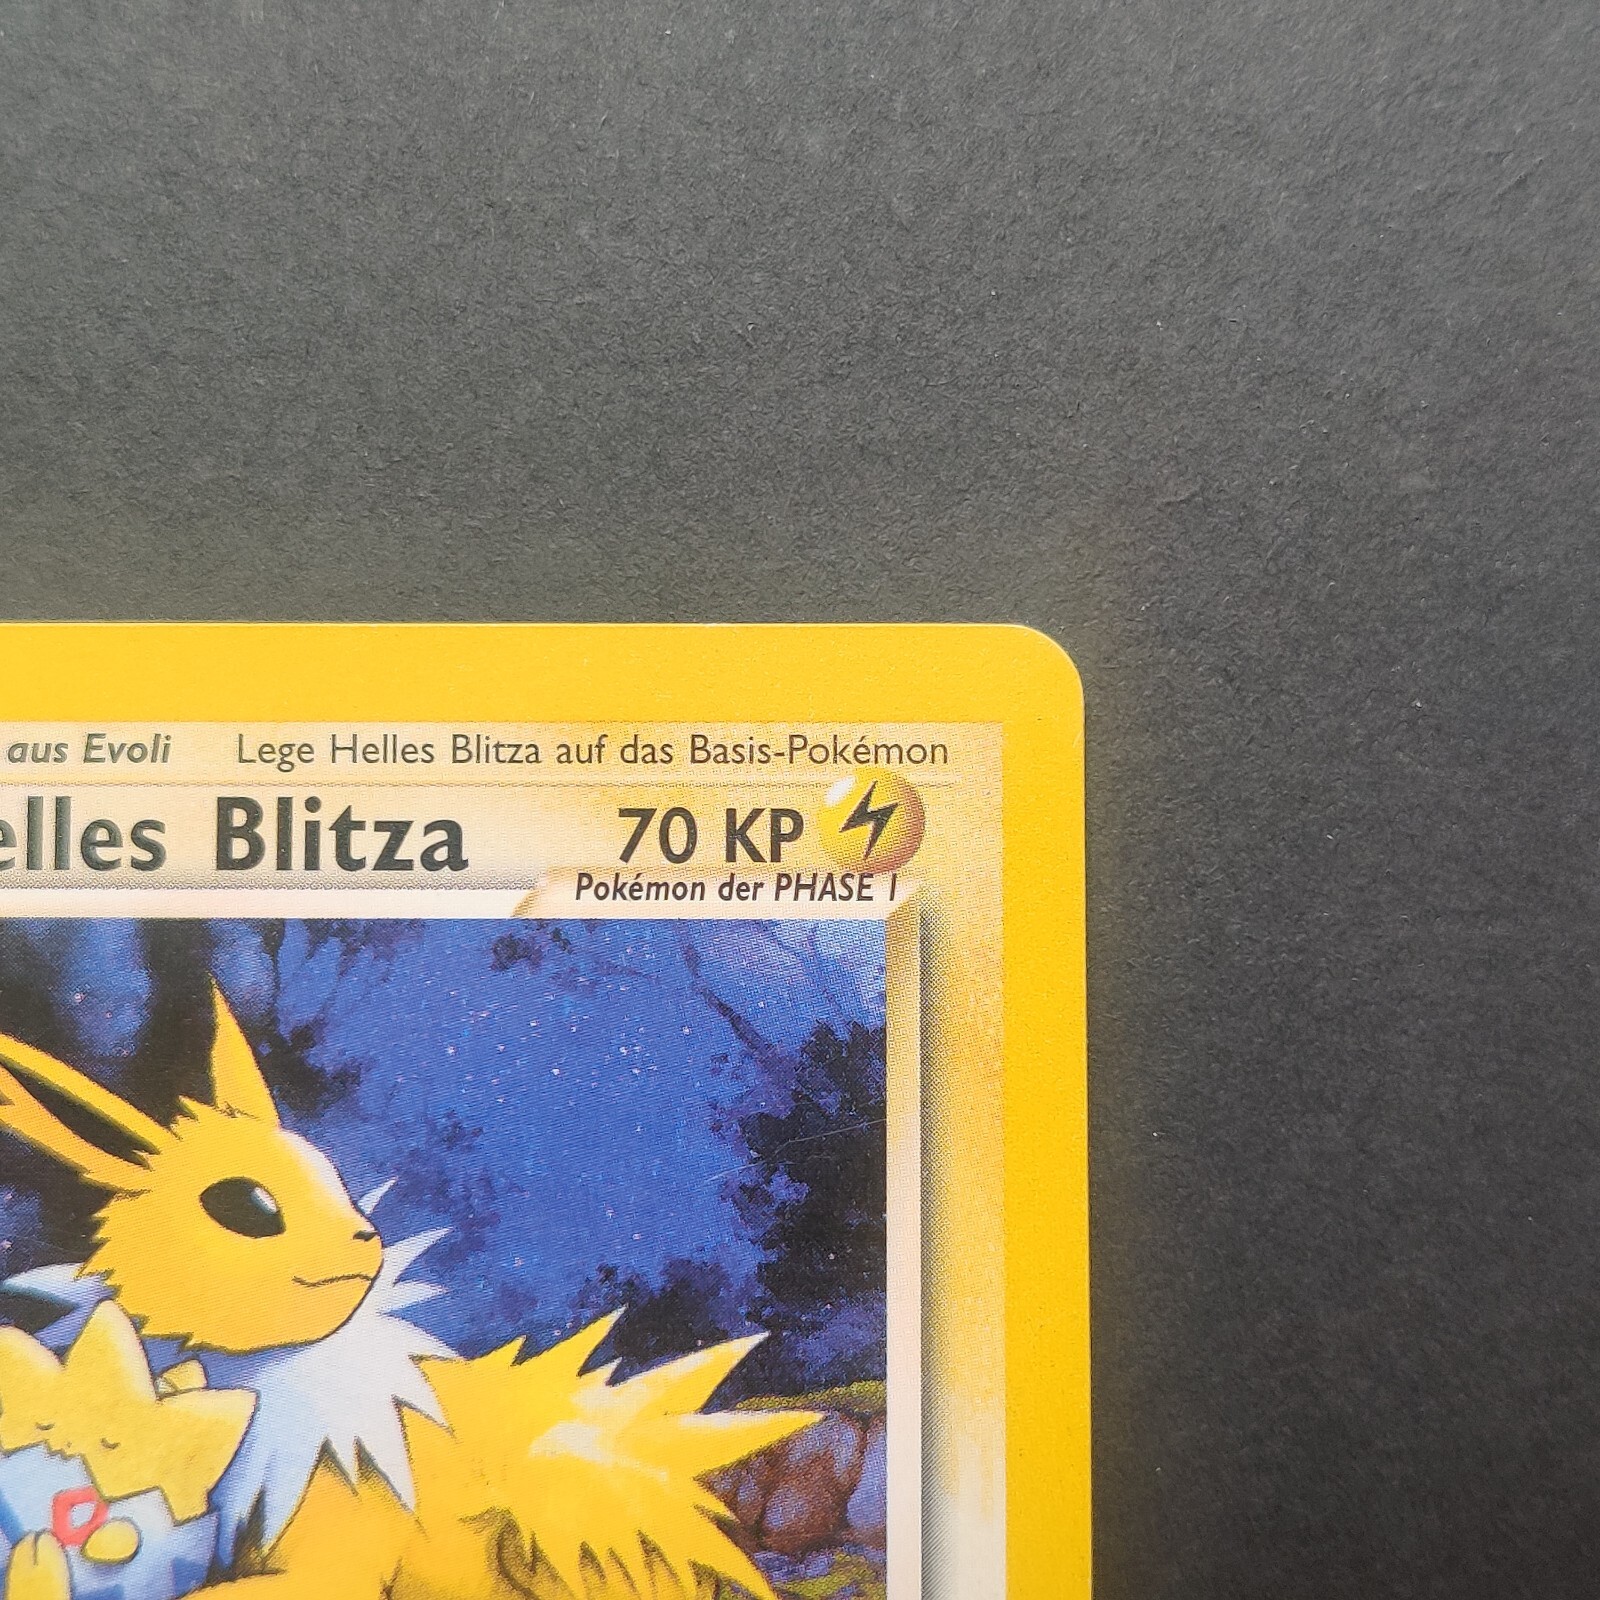 aus Evoli Lege Helles Blitza auf das Basis-Pokémon
elles Blitza 70 KP
Pokémon der PHASE 1